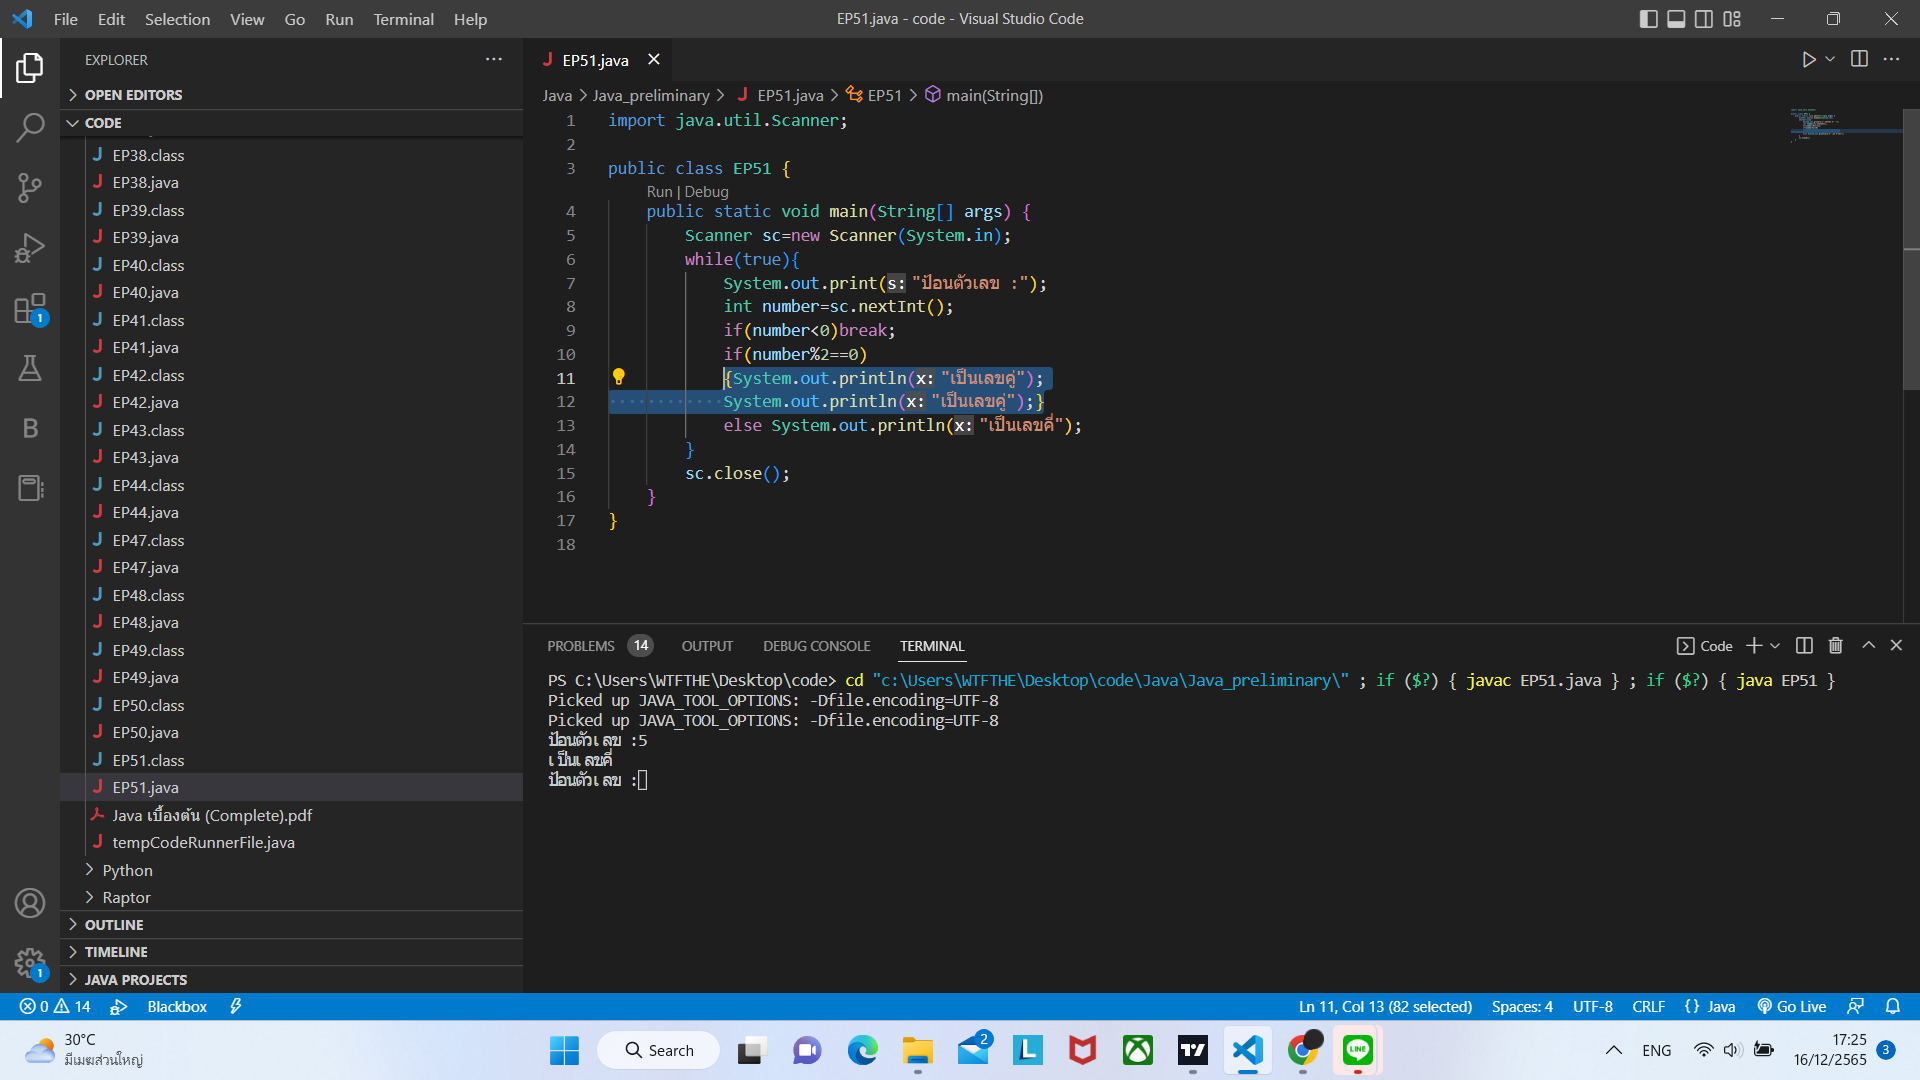 File Edit Selection View Go Run Terminal Help
EP51.java - code - Visual Studio Code
EXPLORER
OPEN EDITORS
CODE
EP38.class
EP38.java
EP39.class
EP39.java
EP40.class
EP40.java
EP41.class
EP41.java
EP42.class
EP42.java
EP43.class
EP43.java
EP44.class
EP44.java
EP47.class
EP47.java
EP48.class
EP48.java
EP49.class
EP49.java
EP50.class
EP50.java
EP51.class
EP51.java
Java เบื้องต้น (Complete).pdf
tempCodeRunnerFile.java
Python
Raptor
OUTLINE
TIMELINE
JAVA PROJECTS
1
B
1
EP51.java
Java > Java_preliminary > EP51.java > EP51 > main(String[])
1 import java.util.Scanner;
2
3 public class EP51 {
Run | Debug
4 public static void main(String[] args) {
5 Scanner sc=new Scanner(System.in);
6 while(true){
7 System.out.print(s: "ป้อนตัวเลข :");
8 int number=sc.nextInt();
9 if(number<0)break;
10 if(number%2==0)
11 {System.out.println(x: "เป็นเลขคู่");
12 System.out.println(x: "เป็นเลขคู่");}
13 else System.out.println(x: "เป็นเลขคี่");
14 }
15 sc.close();
16 }
17 }
18
PROBLEMS 14 OUTPUT DEBUG CONSOLE TERMINAL
Code
PS C:\Users\WTFTHE\Desktop\code> cd "c:\Users\WTFTHE\Desktop\code\Java\Java_preliminary\" ; if ($?) { javac EP51.java } ; if ($?) { java EP51 }
Picked up JAVA_TOOL_OPTIONS: -Dfile.encoding=UTF-8
Picked up JAVA_TOOL_OPTIONS: -Dfile.encoding=UTF-8
ป้อนตัวเลข :5
เป็นเลขคี่
ป้อนตัวเลข :
0 14 Blackbox
Ln 11, Col 13 (82 selected) Spaces: 4 UTF-8 CRLF {} Java Go Live
30°C
มีเมฆส่วนใหญ่
Search
2
L
LINE
ENG
17:25
16/12/2565
3